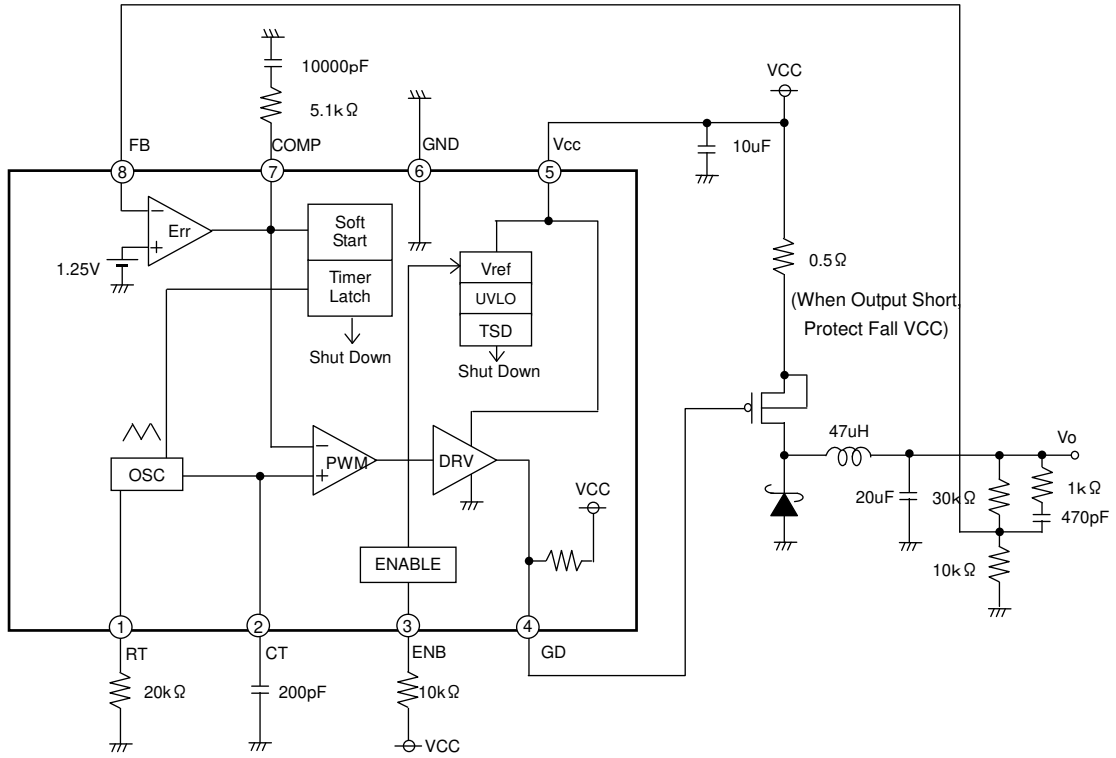 10000pF
5.1kΩ
VCC
FB
COMP
GND
Vcc
10uF
8
7
6
5
Err
1.25V
Soft
Start
Timer
Latch
Shut Down
Vref
UVLO
TSD
Shut Down
0.5Ω
(When Output Short,
Protect Fall VCC)
OSC
PWM
DRV
VCC
ENABLE
47uH
Vo
20uF
30kΩ
1kΩ
470pF
10kΩ
1
2
3
4
RT
CT
ENB
GD
20kΩ
200pF
10kΩ
VCC